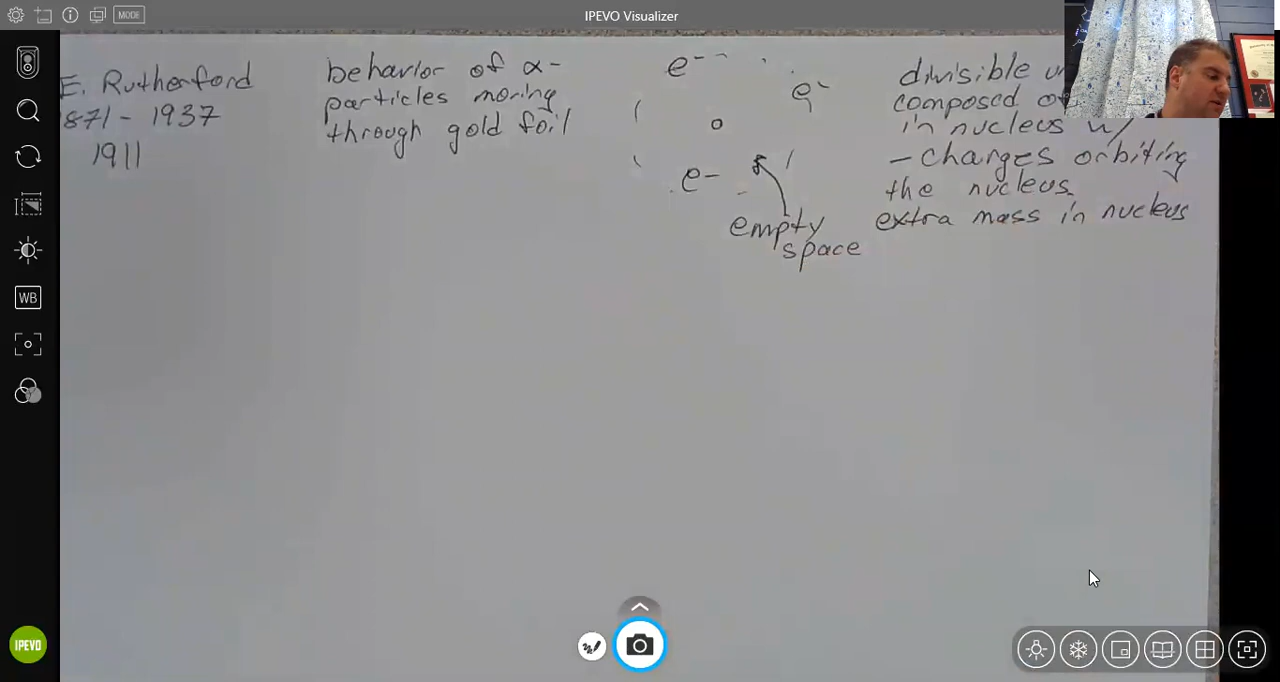 IPEVO Visualizer
MODE
WB
IPEVO
E. Rutherford
871 - 1937
1911
behavior of α-
particles moving
through gold foil
e-
e-
e-
empty
space
divisible
composed of
in nucleus w/
- charges orbiting
the nucleus.
extra mass in nucleus